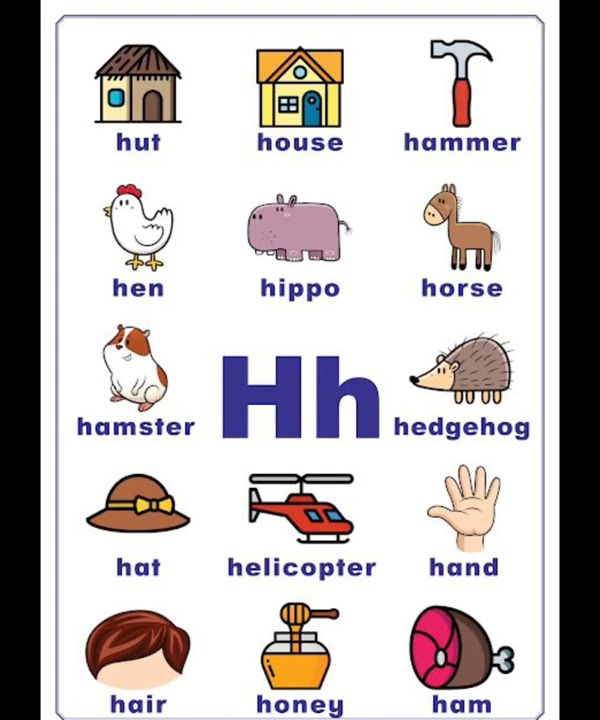 hut house hammer
hen hippo horse
Hh
hamster hedgehog
hat helicopter hand
hair honey ham